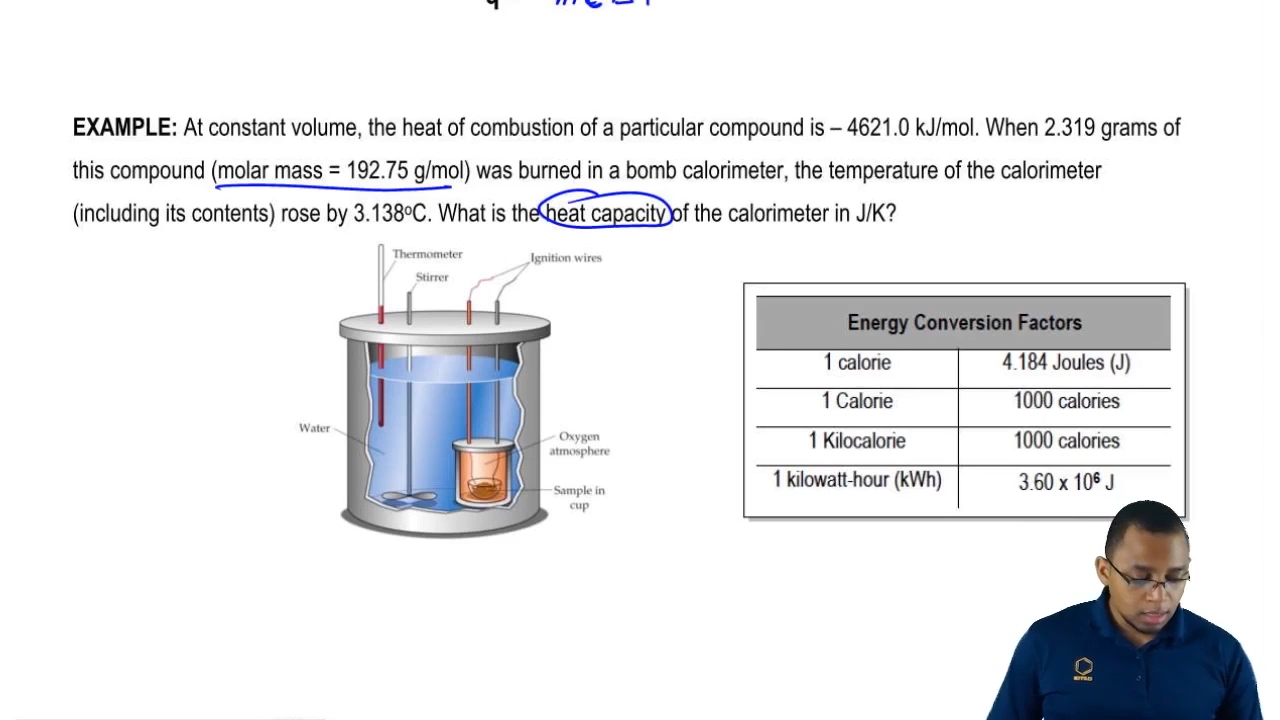 EXAMPLE: At constant volume, the heat of combustion of a particular compound is – 4621.0 kJ/mol. When 2.319 grams of
this compound (molar mass = 192.75 g/mol) was burned in a bomb calorimeter, the temperature of the calorimeter
(including its contents) rose by 3.138ºC. What is the heat capacity of the calorimeter in J/K?
Thermometer
Ignition wires
Stirrer
Water
Oxygen
atmosphere
Sample in
cup
Energy Conversion Factors
1 calorie 4.184 Joules (J)
1 Calorie 1000 calories
1 Kilocalorie 1000 calories
1 kilowatt-hour (kWh) 3.60 x 10⁶ J